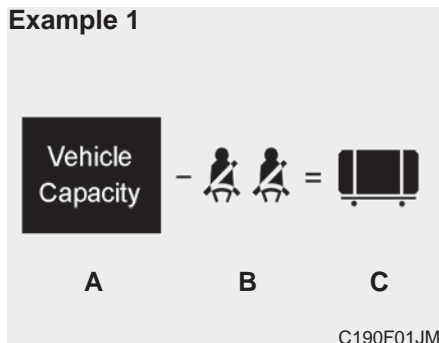 Example 1
Vehicle
Capacity
- =
A B C
C190F01JM